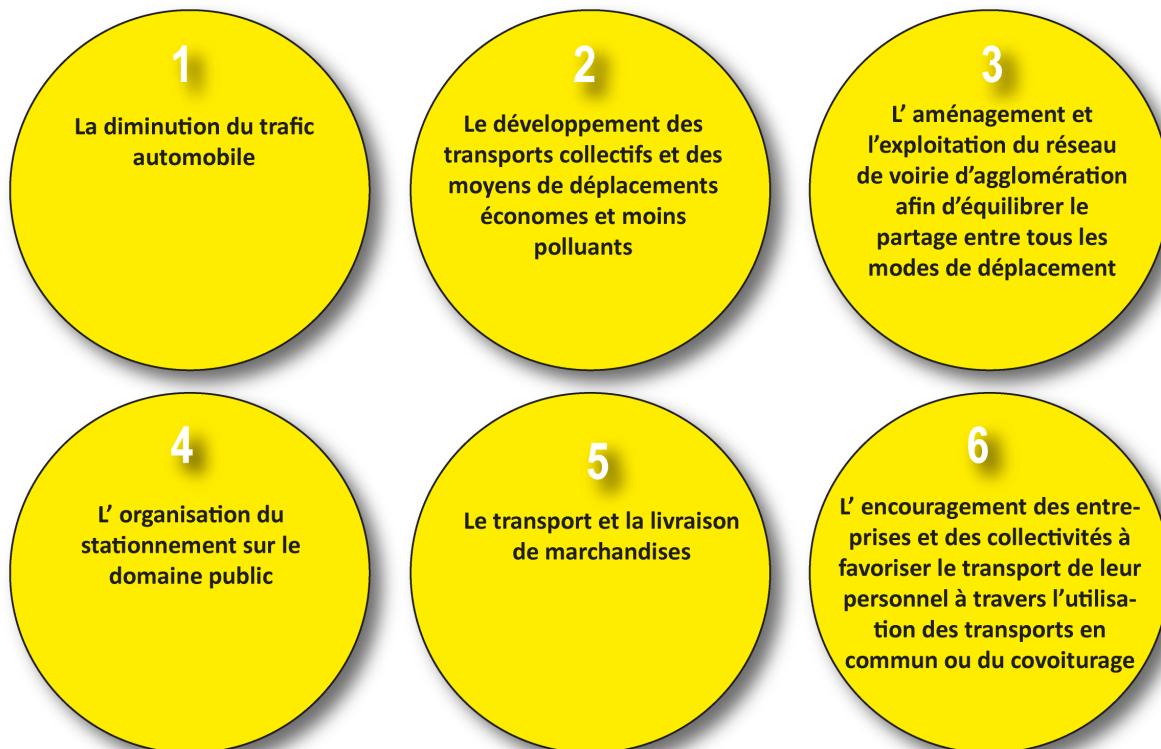 1
La diminution du trafic
automobile
2
Le développement des
transports collectifs et des
moyens de déplacements
économes et moins
polluants
3
L’ aménagement et
l’exploitation du réseau
de voirie d’agglomération
afin d’équilibrer le
partage entre tous les
modes de déplacement
4
L’ organisation du
stationnement sur le
domaine public
5
Le transport et la livraison
de marchandises
6
L’ encouragement des entre-
prises et des collectivités à
favoriser le transport de leur
personnel à travers l’utilisa-
tion des transports en
commun ou du covoiturage